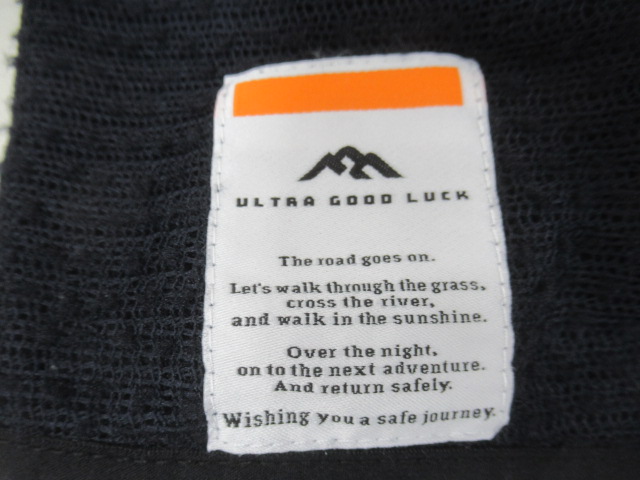 ULTRA GOOD LUCK
The road goes on.
Let's walk through the grass,
cross the river,
and walk in the sunshine.
Over the night,
on to the next adventure.
And return safely.
Wishing you a safe journey.